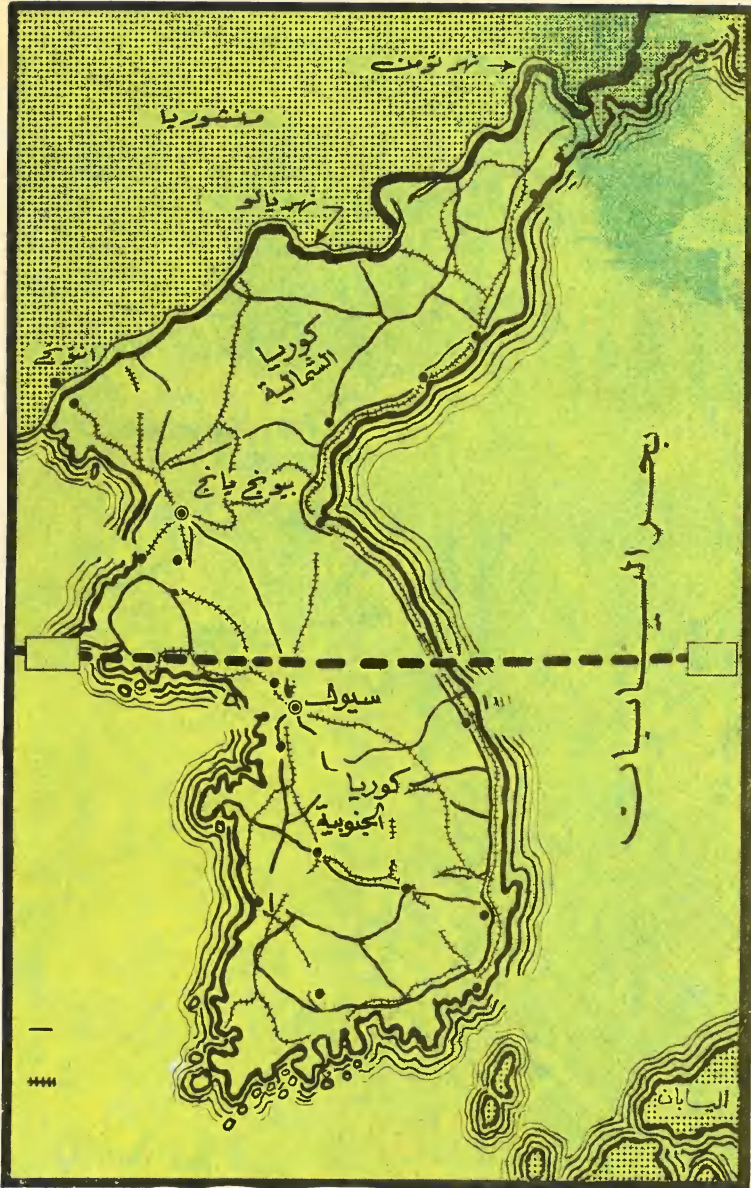 نهر تومن
منشوريا
نهر يالو
انتونج
كوريا
الشمالية
بيونج يانج
بحر اليابان
سيول
كوريا
الجنوبية
اليابان